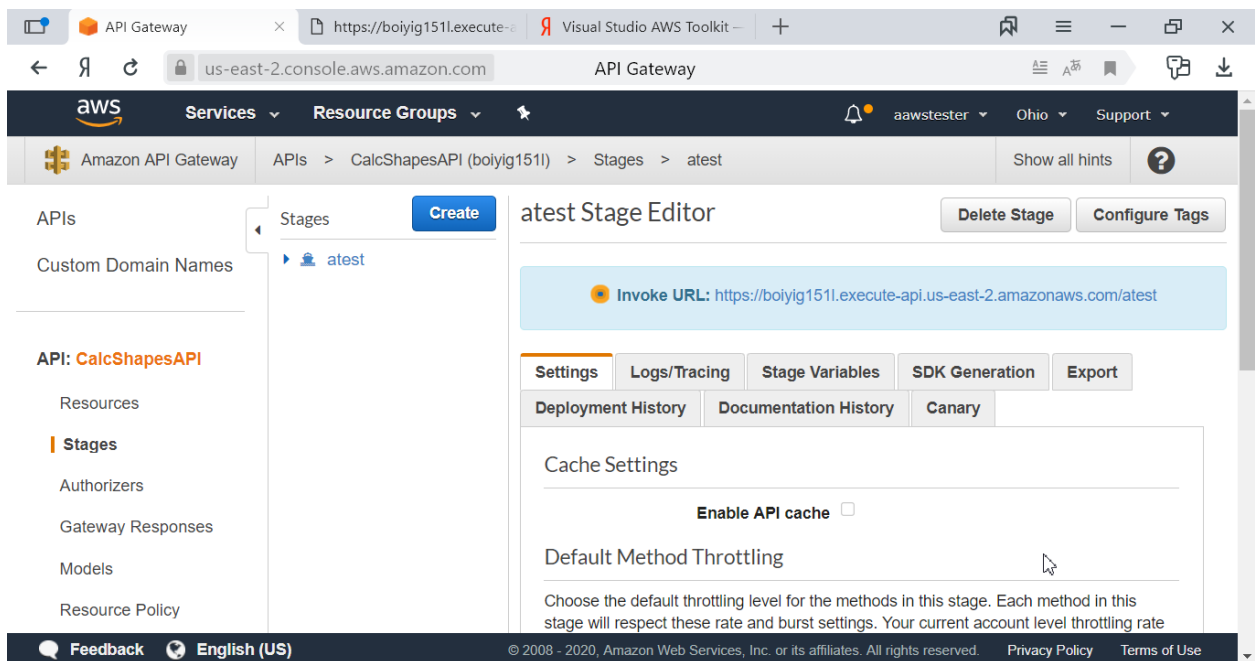 API Gateway
https://boiyig151l.execute-a
Visual Studio AWS Toolkit –
us-east-2.console.aws.amazon.com
API Gateway
aws
Services
Resource Groups
aawstester
Ohio
Support
Amazon API Gateway
APIs > CalcShapesAPI (boiyig151l) > Stages > atest
Show all hints
APIs
Custom Domain Names
API: CalcShapesAPI
Resources
Stages
Authorizers
Gateway Responses
Models
Resource Policy
Stages
Create
atest
atest Stage Editor
Delete Stage
Configure Tags
Invoke URL: https://boiyig151l.execute-api.us-east-2.amazonaws.com/atest
Settings
Logs/Tracing
Stage Variables
SDK Generation
Export
Deployment History
Documentation History
Canary
Cache Settings
Enable API cache
Default Method Throttling
Choose the default throttling level for the methods in this stage. Each method in this
stage will respect these rate and burst settings. Your current account level throttling rate
Feedback
English (US)
© 2008 - 2020, Amazon Web Services, Inc. or its affiliates. All rights reserved.
Privacy Policy
Terms of Use